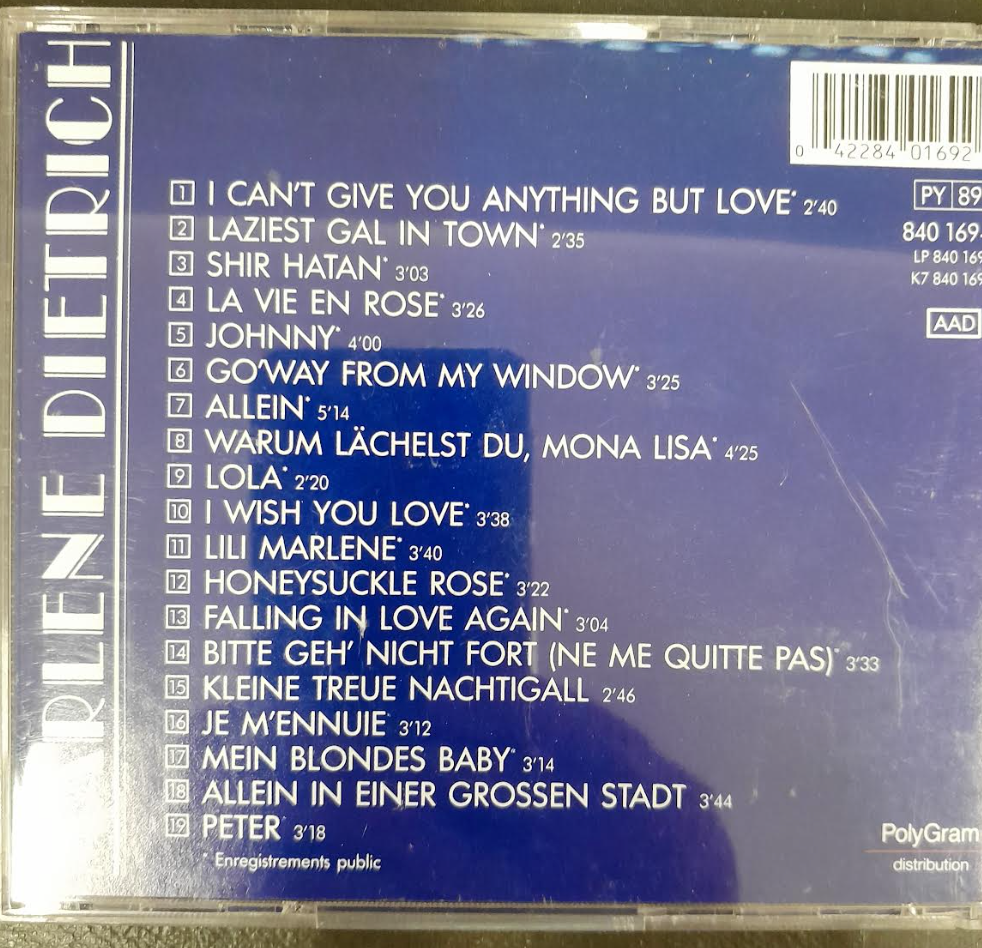 RLENE DIETRICH
0 42284 01692
PY 89
840 169-
LP 840 169
K7 840 169
AAD
1 I CAN'T GIVE YOU ANYTHING BUT LOVE* 2'40
2 LAZIEST GAL IN TOWN* 2'35
3 SHIR HATAN* 3'03
4 LA VIE EN ROSE* 3'26
5 JOHNNY* 4'00
6 GO'WAY FROM MY WINDOW* 3'25
7 ALLEIN* 5'14
8 WARUM LÄCHELST DU, MONA LISA* 4'25
9 LOLA* 2'20
10 I WISH YOU LOVE* 3'38
11 LILI MARLENE* 3'40
12 HONEYSUCKLE ROSE* 3'22
13 FALLING IN LOVE AGAIN* 3'04
14 BITTE GEH' NICHT FORT (NE ME QUITTE PAS)* 3'33
15 KLEINE TREUE NACHTIGALL 2'46
16 JE M'ENNUIE 3'12
17 MEIN BLONDES BABY* 3'14
18 ALLEIN IN EINER GROSSEN STADT 3'44
19 PETER 3'18
* Enregistrements public
PolyGram
distribution